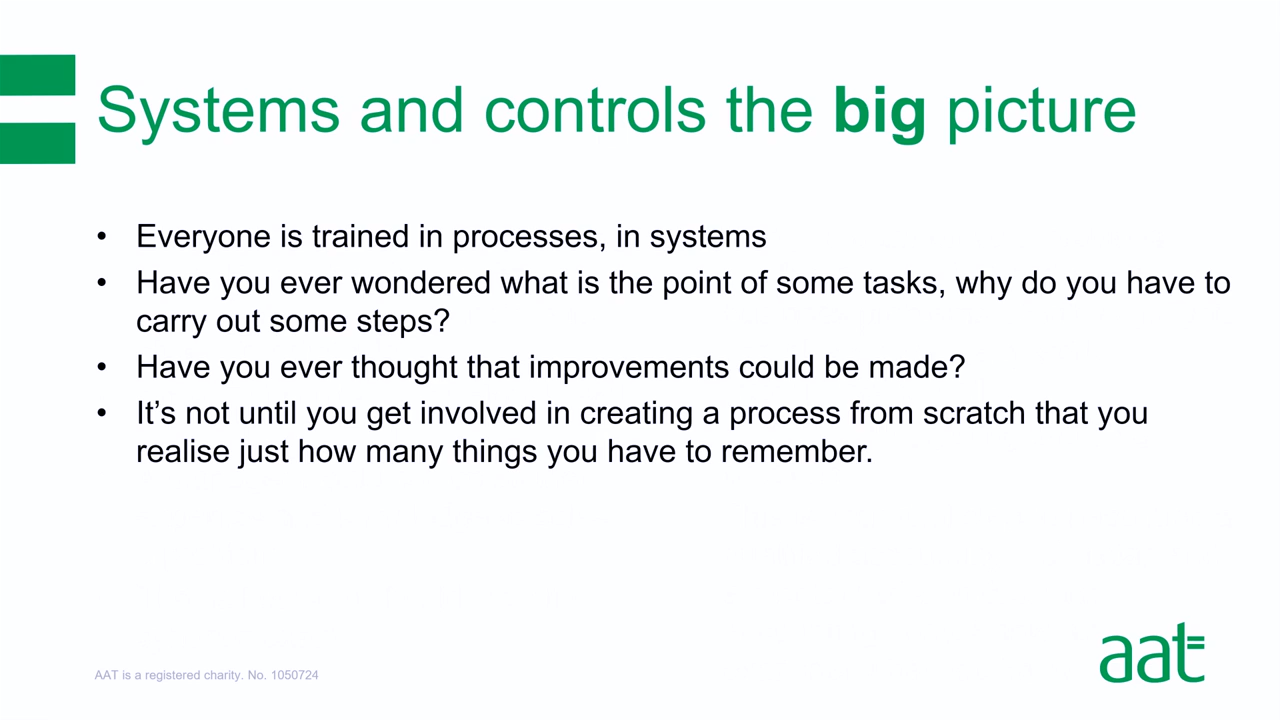 Systems and controls the big picture
• Everyone is trained in processes, in systems
• Have you ever wondered what is the point of some tasks, why do you have to
carry out some steps?
• Have you ever thought that improvements could be made?
• It’s not until you get involved in creating a process from scratch that you
realise just how many things you have to remember.
AAT is a registered charity. No. 1050724
aat